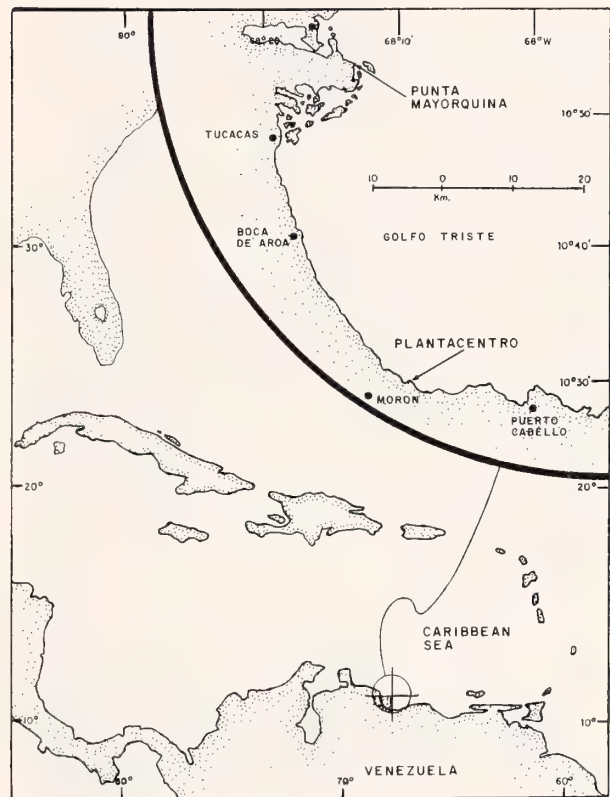 80°
68°20'
68°10'
68°W
PUNTA
MAYORQUINA
10°50'
TUCACAS
10 0 10 20
Km.
BOCA
DE AROA
GOLFO TRISTE
30°
10°40'
PLANTACENTRO
10°30'
MORON
PUERTO
CABELLO
20°
20°
CARIBBEAN
SEA
10°
10°
VENEZUELA
80°
70°
60°